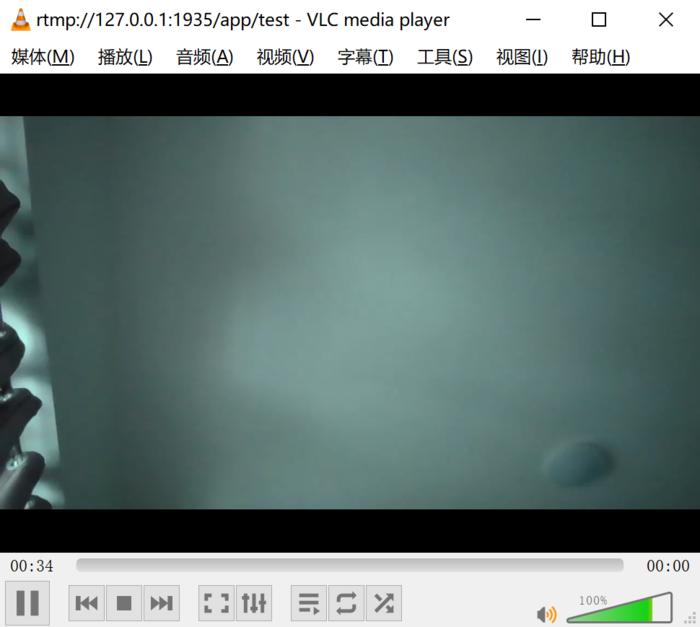 rtmp://127.0.0.1:1935/app/test - VLC media player
媒体(M) 播放(L) 音频(A) 视频(V) 字幕(T) 工具(S) 视图(I) 帮助(H)
00:34 00:00
100%